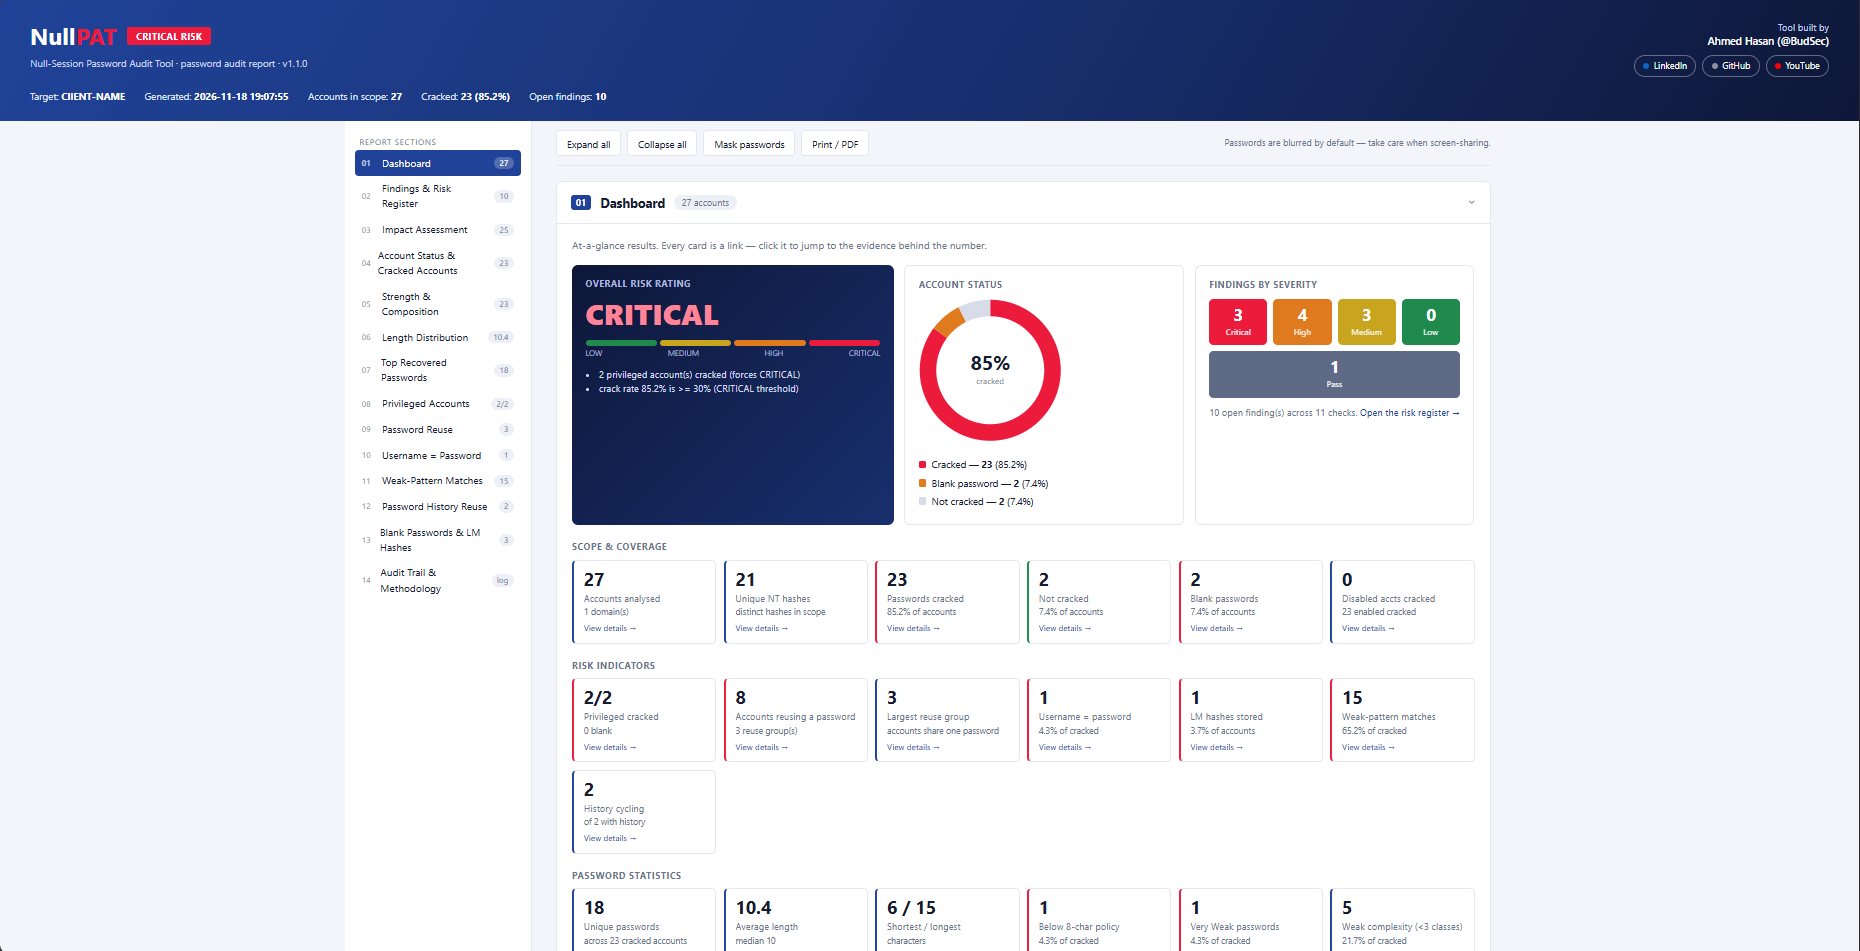 NullPAT CRITICAL RISK
Null-Session Password Audit Tool · password audit report · v1.1.0
Target: ClIENT-NAME Generated: 2026-11-18 19:07:55 Accounts in scope: 27 Cracked: 23 (85.2%) Open findings: 10
Tool built by
Ahmed Hasan (@BudSec)
LinkedIn GitHub YouTube
REPORT SECTIONS
01 Dashboard 27
02 Findings & Risk
Register 10
03 Impact Assessment 25
04 Account Status &
Cracked Accounts 23
05 Strength &
Composition 23
06 Length Distribution 10.4
07 Top Recovered
Passwords 18
08 Privileged Accounts 2/2
09 Password Reuse 3
10 Username = Password 1
11 Weak-Pattern Matches 15
12 Password History Reuse 2
13 Blank Passwords & LM
Hashes 3
14 Audit Trail &
Methodology log
Expand all Collapse all Mask passwords Print / PDF
Passwords are blurred by default — take care when screen-sharing.
01 Dashboard 27 accounts
At-a-glance results. Every card is a link — click it to jump to the evidence behind the number.
OVERALL RISK RATING
CRITICAL
LOW MEDIUM HIGH CRITICAL
• 2 privileged account(s) cracked (forces CRITICAL)
• crack rate 85.2% is >= 30% (CRITICAL threshold)
ACCOUNT STATUS
85%
cracked
Cracked — 23 (85.2%)
Blank password — 2 (7.4%)
Not cracked — 2 (7.4%)
FINDINGS BY SEVERITY
3 4 3 0
Critical High Medium Low
1
Pass
10 open finding(s) across 11 checks. Open the risk register →
SCOPE & COVERAGE
27
Accounts analysed
1 domain(s)
View details →
21
Unique NT hashes
distinct hashes in scope
View details →
23
Passwords cracked
85.2% of accounts
View details →
2
Not cracked
7.4% of accounts
View details →
2
Blank passwords
7.4% of accounts
View details →
0
Disabled accts cracked
23 enabled cracked
View details →
RISK INDICATORS
2/2
Privileged cracked
0 blank
View details →
8
Accounts reusing a password
3 reuse group(s)
View details →
3
Largest reuse group
accounts share one password
View details →
1
Username = password
4.3% of cracked
View details →
1
LM hashes stored
3.7% of accounts
View details →
15
Weak-pattern matches
65.2% of cracked
View details →
2
History cycling
of 2 with history
View details →
PASSWORD STATISTICS
18
Unique passwords
across 23 cracked accounts
10.4
Average length
median 10
6 / 15
Shortest / longest
characters
1
Below 8-char policy
4.3% of cracked
1
Very Weak passwords
4.3% of cracked
5
Weak complexity (<3 classes)
21.7% of cracked